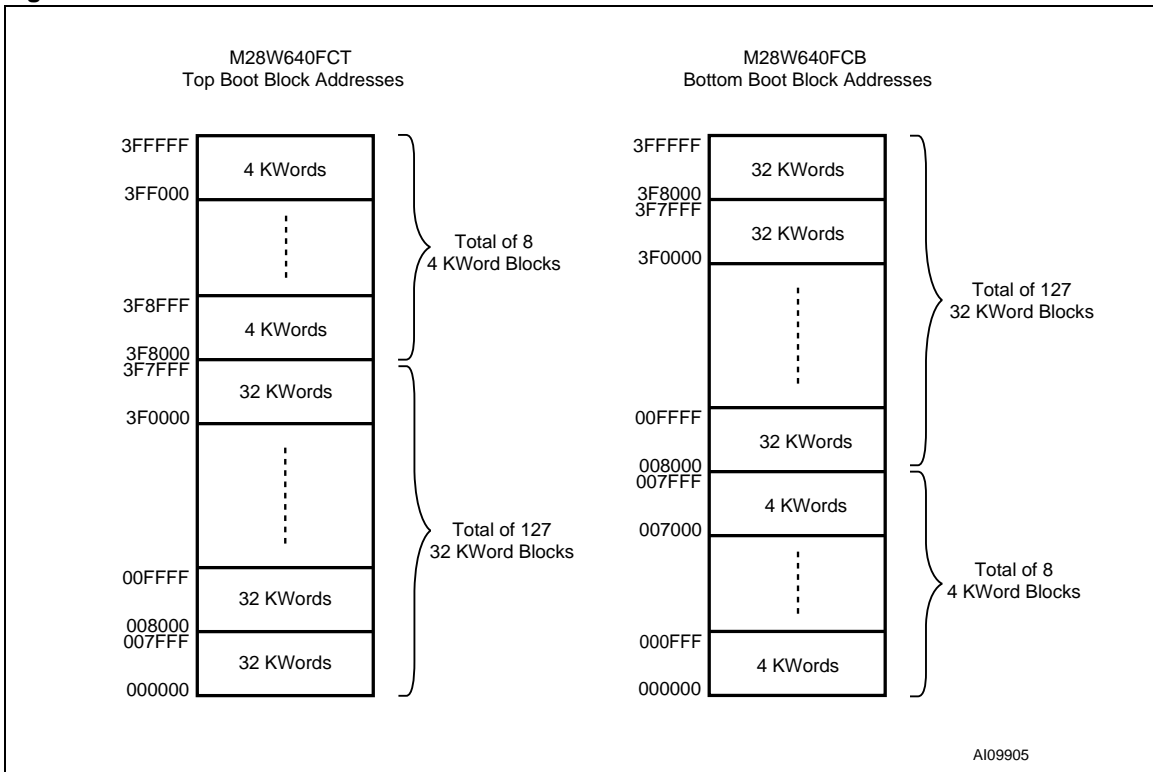 M28W640FCT
Top Boot Block Addresses
3FFFFF
4 KWords
3FF000
Total of 8
4 KWord Blocks
3F8FFF
4 KWords
3F8000
3F7FFF
32 KWords
3F0000
Total of 127
32 KWord Blocks
00FFFF
32 KWords
008000
007FFF
32 KWords
000000
M28W640FCB
Bottom Boot Block Addresses
3FFFFF
32 KWords
3F8000
3F7FFF
32 KWords
3F0000
Total of 127
32 KWord Blocks
00FFFF
32 KWords
008000
007FFF
4 KWords
007000
Total of 8
4 KWord Blocks
000FFF
4 KWords
000000
AI09905